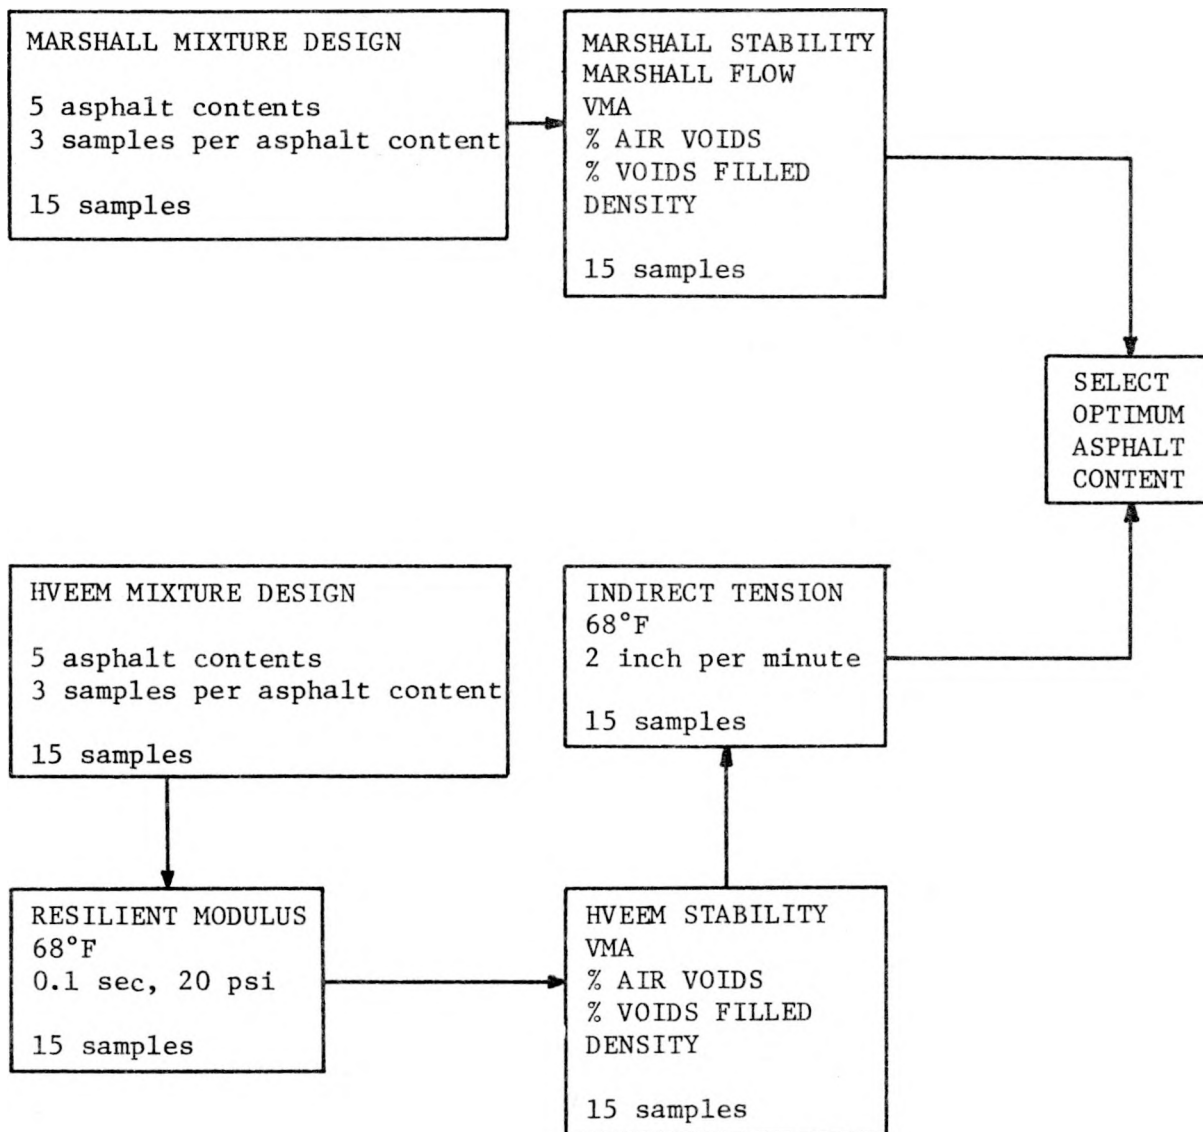 MARSHALL MIXTURE DESIGN
5 asphalt contents
3 samples per asphalt content
15 samples
MARSHALL STABILITY
MARSHALL FLOW
VMA
% AIR VOIDS
% VOIDS FILLED
DENSITY
15 samples
SELECT
OPTIMUM
ASPHALT
CONTENT
HVEEM MIXTURE DESIGN
5 asphalt contents
3 samples per asphalt content
15 samples
INDIRECT TENSION
68°F
2 inch per minute
15 samples
RESILIENT MODULUS
68°F
0.1 sec, 20 psi
15 samples
HVEEM STABILITY
VMA
% AIR VOIDS
% VOIDS FILLED
DENSITY
15 samples